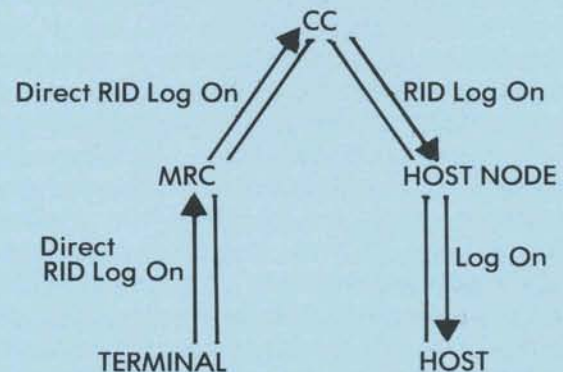 CC
Direct RID Log On
RID Log On
MRC
HOST NODE
Direct
RID Log On
Log On
TERMINAL
HOST